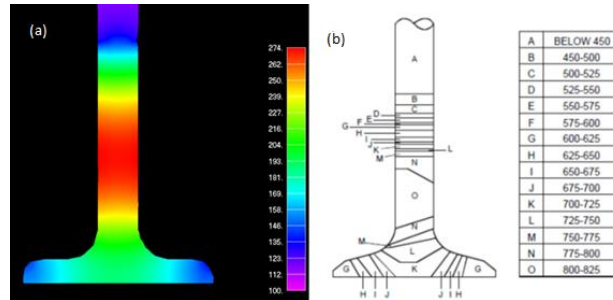 (a)
274.
262.
250.
239.
227.
216.
204.
193.
181.
169.
158.
146.
135.
123.
112.
100.
(b)
A
B
C
D
E
F
G
H
I
J
K
L
M
N
O
N
M
L
K
G
H I J
J I H
G
A BELOW 450
B 450-500
C 500-525
D 525-550
E 550-575
F 575-600
G 600-625
H 625-650
I 650-675
J 675-700
K 700-725
L 725-750
M 750-775
N 775-800
O 800-825